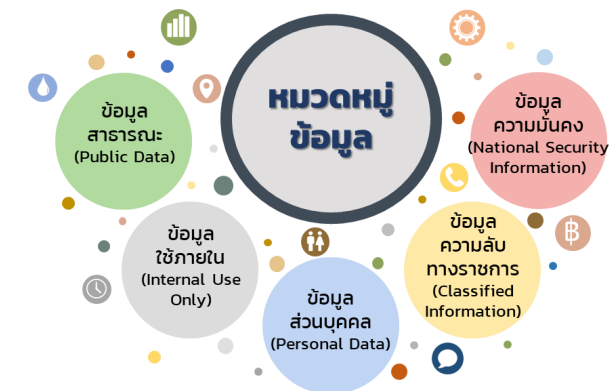 หมวดหมู่
ข้อมูล
ข้อมูล
สาธารณะ
(Public Data)
ข้อมูล
ใช้ภายใน
(Internal Use
Only)
ข้อมูล
ส่วนบุคคล
(Personal Data)
ข้อมูล
ความลับ
ทางราชการ
(Classified
Information)
ข้อมูล
ความมั่นคง
(National Security
Information)